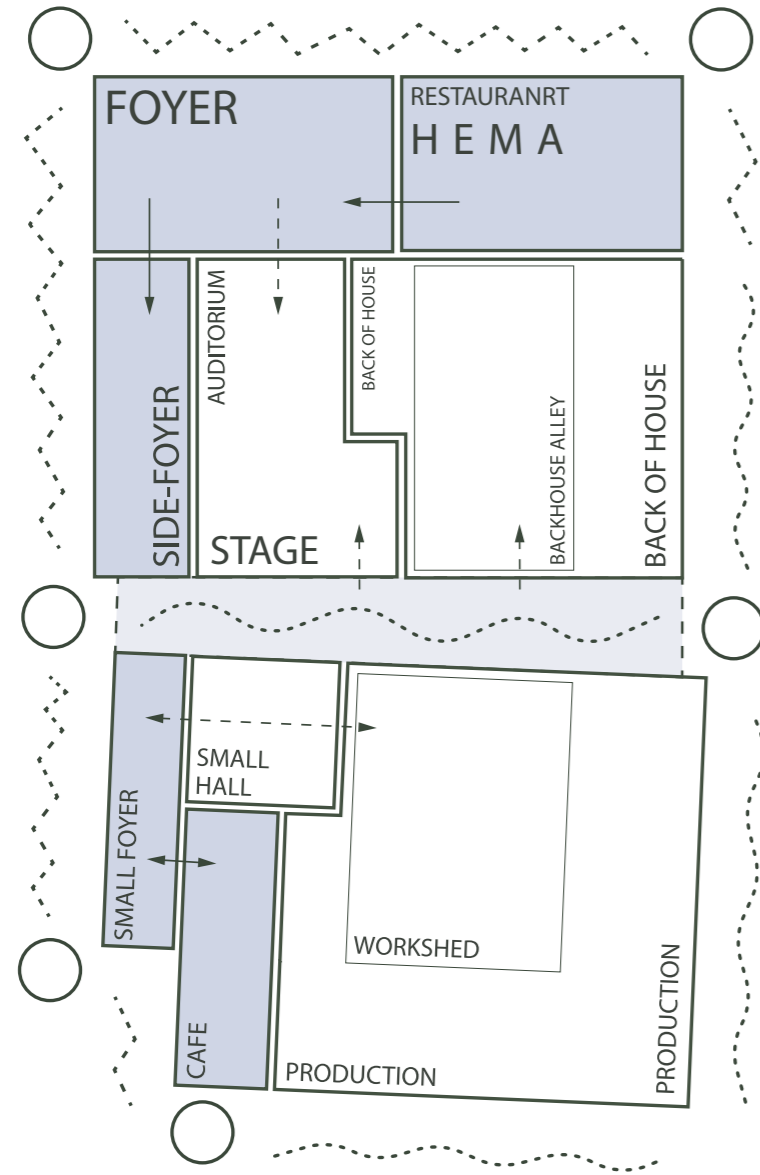 FOYER
RESTAURANRT
H E M A
SIDE-FOYER
AUDITORIUM
STAGE
BACK OF HOUSE
BACKHOUSE ALLEY
BACK OF HOUSE
SMALL FOYER
SMALL
HALL
CAFE
WORKSHED
PRODUCTION
PRODUCTION